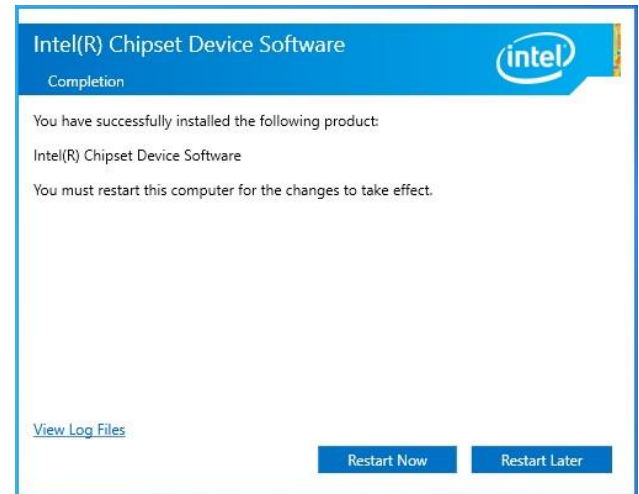 Intel(R) Chipset Device Software
intel
Completion
You have successfully installed the following product:
Intel(R) Chipset Device Software
You must restart this computer for the changes to take effect.
View Log Files
Restart Now
Restart Later